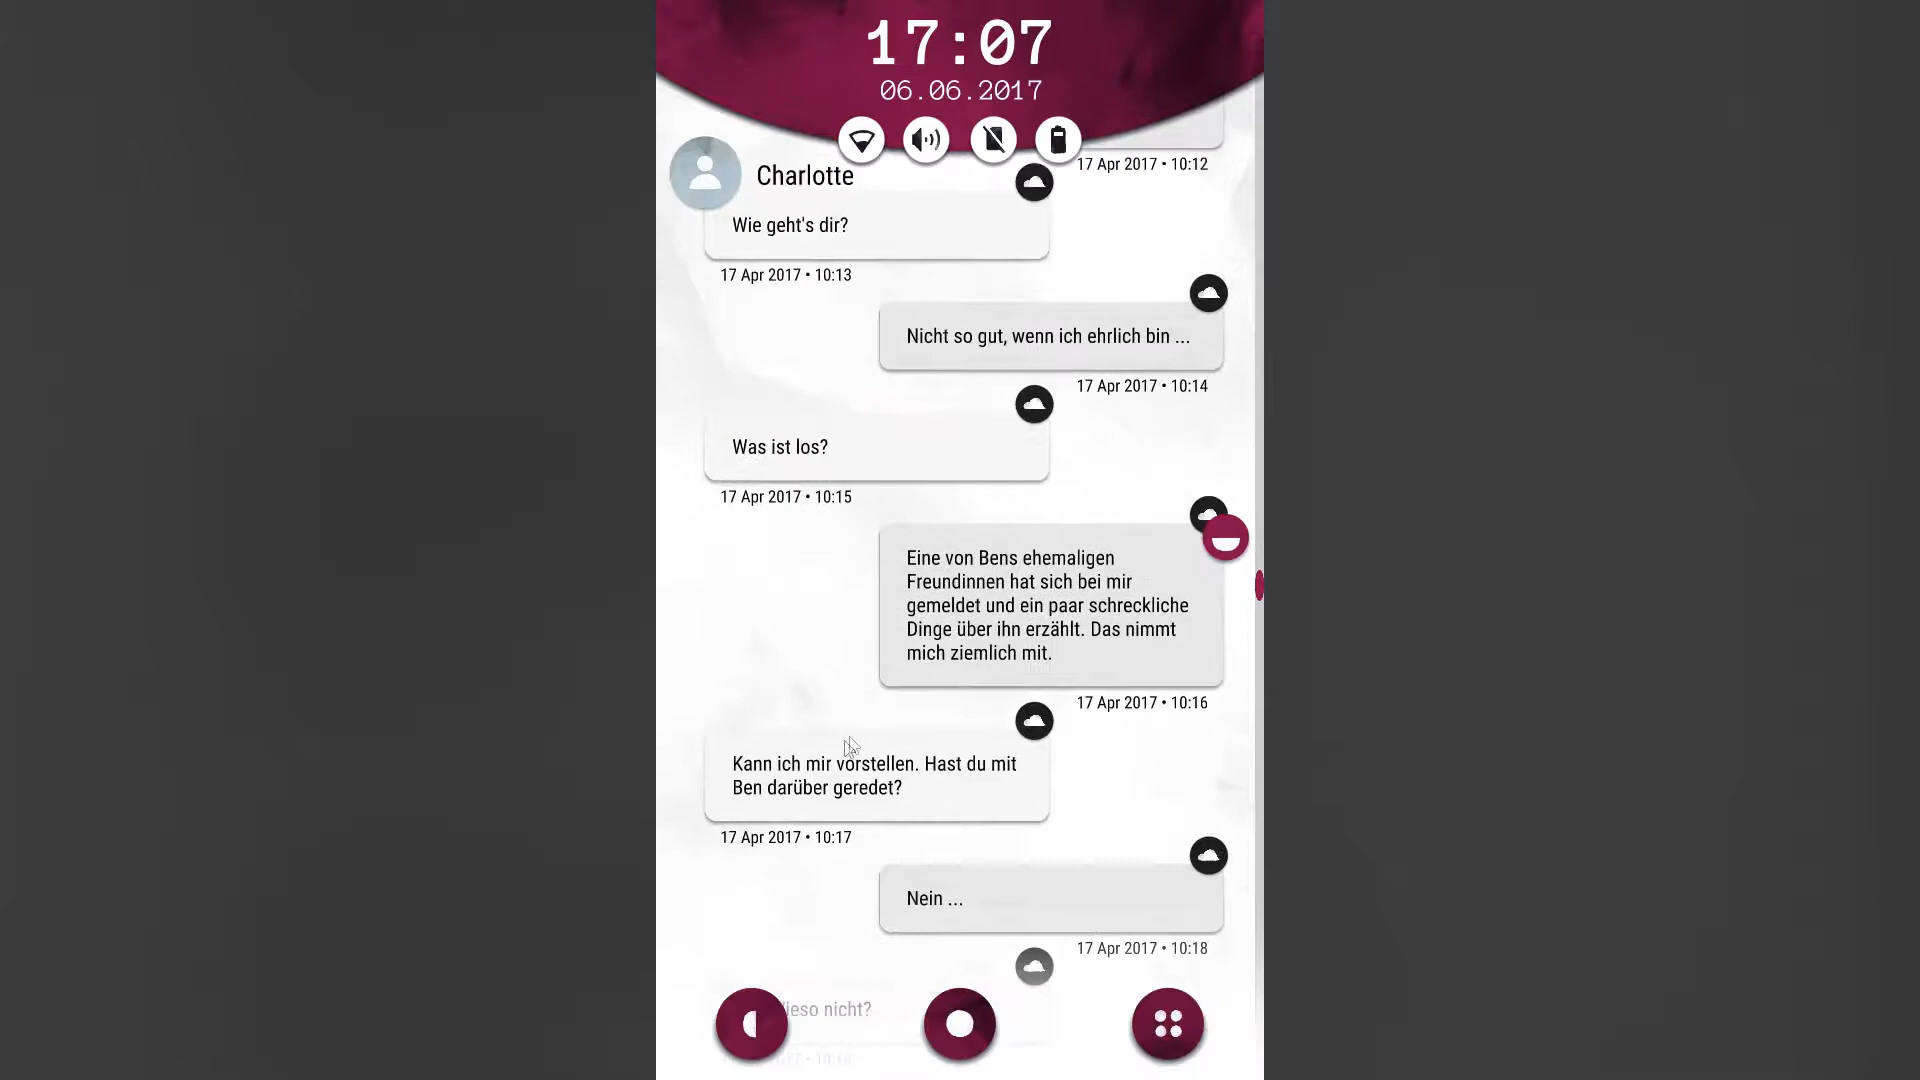 17:07
06.06.2017
17 Apr 2017 • 10:12
Charlotte
Wie geht's dir?
17 Apr 2017 • 10:13
Nicht so gut, wenn ich ehrlich bin ...
17 Apr 2017 • 10:14
Was ist los?
17 Apr 2017 • 10:15
Eine von Bens ehemaligen
Freundinnen hat sich bei mir
gemeldet und ein paar schreckliche
Dinge über ihn erzählt. Das nimmt
mich ziemlich mit.
17 Apr 2017 • 10:16
Kann ich mir vorstellen. Hast du mit
Ben darüber geredet?
17 Apr 2017 • 10:17
Nein ...
17 Apr 2017 • 10:18
ieso nicht?